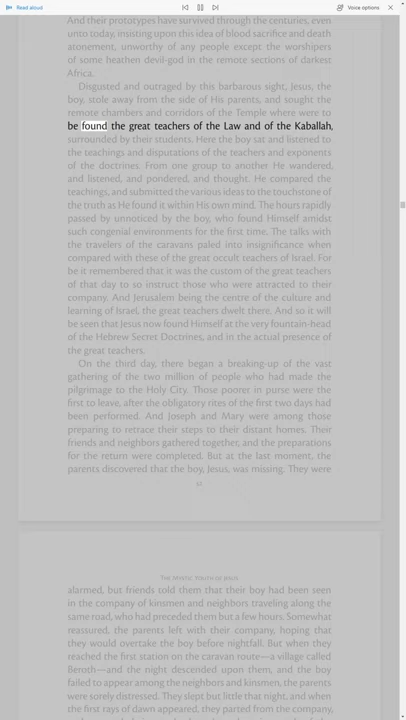 Read aloud
Voice options
And their prototypes have survived through the centuries, even
unto today, insisting upon this idea of blood sacrifice and death
atonement, unworthy of any people except the worshipers
of some heathen devil-god in the remote sections of darkest
Africa.
Disgusted and outraged by this barbarous sight, Jesus, the
boy, stole away from the side of His parents, and sought the
remote chambers and corridors of the Temple where were to
be found the great teachers of the Law and of the Kaballah,
surrounded by their students. Here the boy sat and listened to
the teachings and disputations of the teachers and exponents
of the doctrines. From one group to another He wandered,
and listened, and pondered, and thought. He compared the
teachings, and submitted the various ideas to the touchstone of
the truth as He found it within His own mind. The hours rapidly
passed by unnoticed by the boy, who found Himself amidst
such congenial environments for the first time. The talks with
the travelers of the caravans paled into insignificance when
compared with these of the great occult teachers of Israel. For
be it remembered that it was the custom of the great teachers
of that day to so instruct those who were attracted to their
company. And Jerusalem being the centre of the culture and
learning of Israel, the great teachers dwelt there. And so it will
be seen that Jesus now found Himself at the very fountain-head
of the Hebrew Secret Doctrines, and in the actual presence of
the great teachers.
On the third day, there began a breaking-up of the vast
gathering of the two million of people who had made the
pilgrimage to the Holy City. Those poorer in purse were the
first to leave, after the obligatory rites of the first two days had
been performed. And Joseph and Mary were among those
preparing to retrace their steps to their distant homes. Their
friends and neighbors gathered together, and the preparations
for the return were completed. But at the last moment, the
parents discovered that the boy, Jesus, was missing. They were
The Mystic Youth of Jesus
alarmed, but friends told them that their boy had been seen
in the company of kinsmen and neighbors traveling along the
same road, who had preceded them but a few hours. Somewhat
reassured, the parents left with their company, hoping that
they would overtake the boy before nightfall. But when they
reached the first station on the caravan route—a village called
Beroth—and the night descended upon them, and the boy
failed to appear among the neighbors and kinsmen, the parents
were sorely distressed. They slept but little that night, and when
the first rays of dawn appeared, they parted from the company,